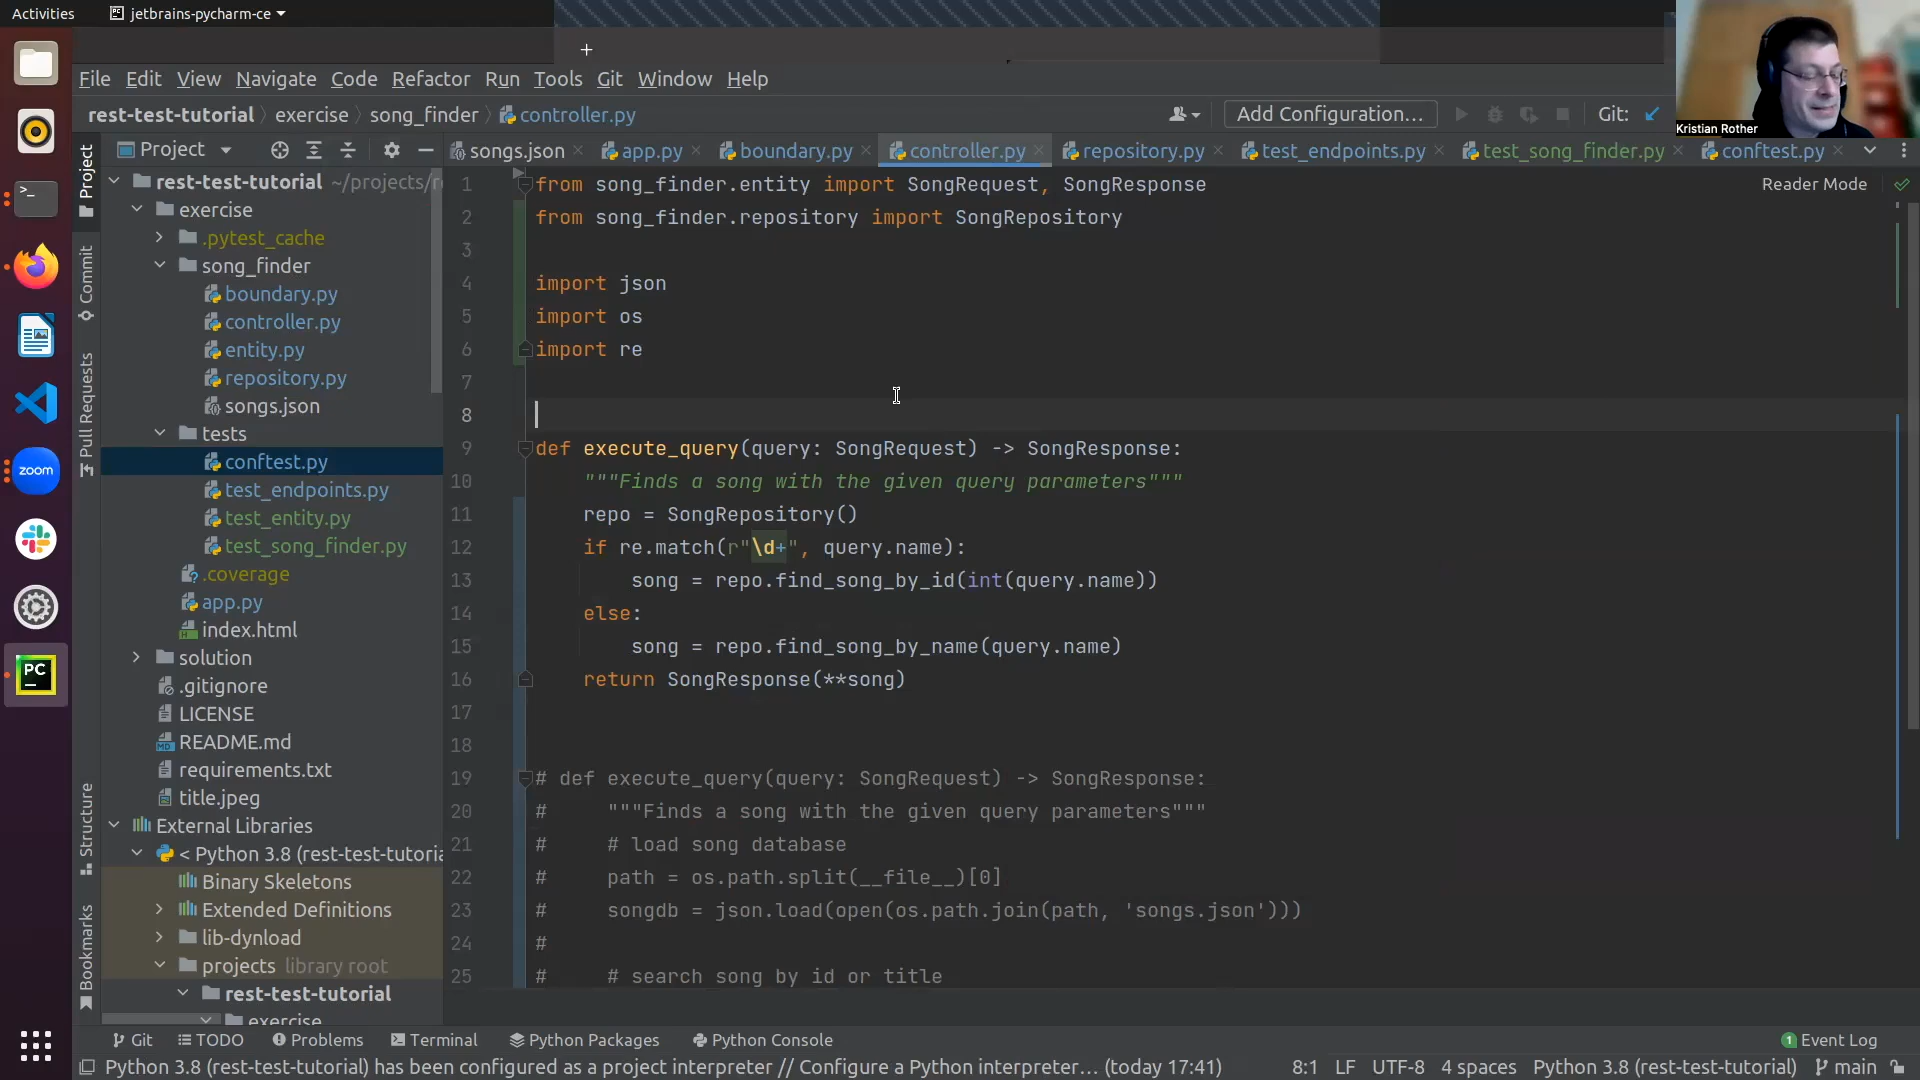 Activities
jetbrains-pycharm-ce
+
File Edit View Navigate Code Refactor Run Tools Git Window Help
Kristian Rother
rest-test-tutorial exercise song_finder controller.py
Add Configuration...
Git:
Project
songs.json app.py boundary.py controller.py repository.py test_endpoints.py test_song_finder.py conftest.py
Reader Mode
Project
Commit
Pull Requests
Structure
Bookmarks
rest-test-tutorial ~/projects/
exercise
.pytest_cache
song_finder
boundary.py
controller.py
entity.py
repository.py
songs.json
tests
conftest.py
test_endpoints.py
test_entity.py
test_song_finder.py
.coverage
app.py
index.html
solution
.gitignore
LICENSE
README.md
requirements.txt
title.jpeg
External Libraries
< Python 3.8 (rest-test-tutoria
Binary Skeletons
Extended Definitions
lib-dynload
projects library root
rest-test-tutorial
exercise
1 from song_finder.entity import SongRequest, SongResponse
2 from song_finder.repository import SongRepository
3
4 import json
5 import os
6 import re
7
8
9 def execute_query(query: SongRequest) -> SongResponse:
10 """Finds a song with the given query parameters"""
11 repo = SongRepository()
12 if re.match(r"\d+", query.name):
13 song = repo.find_song_by_id(int(query.name))
14 else:
15 song = repo.find_song_by_name(query.name)
16 return SongResponse(**song)
17
18
19 # def execute_query(query: SongRequest) -> SongResponse:
20 # """Finds a song with the given query parameters"""
21 # # load song database
22 # path = os.path.split(__file__)[0]
23 # songdb = json.load(open(os.path.join(path, 'songs.json')))
24 #
25 # # search song by id or title
zoom
PC
Git TODO Problems Terminal Python Packages Python Console
1 Event Log
Python 3.8 (rest-test-tutorial) has been configured as a project interpreter // Configure a Python interpreter... (today 17:41)
8:1 LF UTF-8 4 spaces Python 3.8 (rest-test-tutorial) main